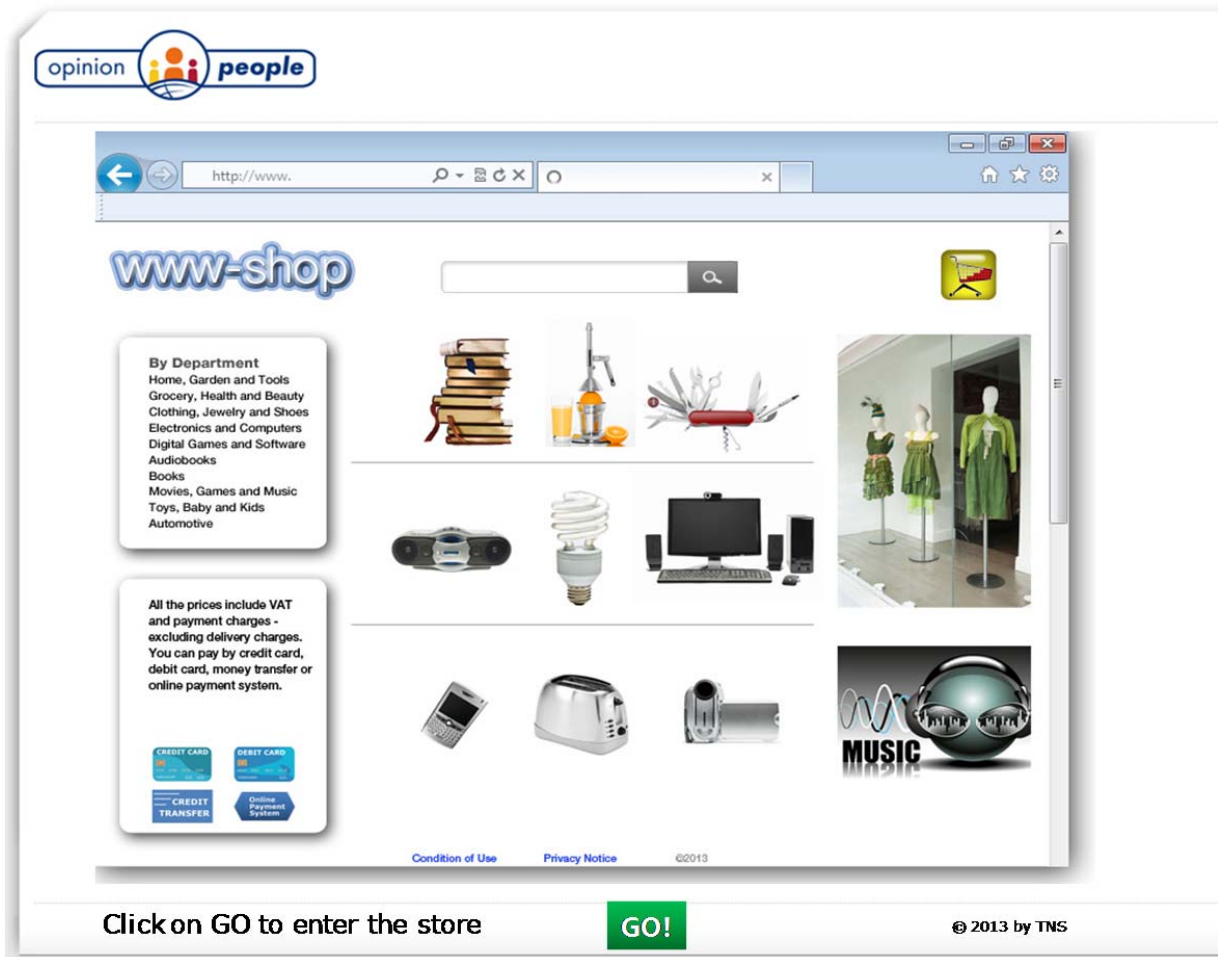 opinion people
http://www.
www-shop
By Department
Home, Garden and Tools
Grocery, Health and Beauty
Clothing, Jewelry and Shoes
Electronics and Computers
Digital Games and Software
Audiobooks
Books
Movies, Games and Music
Toys, Baby and Kids
Automotive
All the prices include VAT
and payment charges -
excluding delivery charges.
You can pay by credit card,
debit card, money transfer or
online payment system.
CREDIT CARD
DEBIT CARD
CREDIT
TRANSFER
Online
Payment
System
MUSIC
Condition of Use
Privacy Notice
©2013
Click on GO to enter the store
GO!
© 2013 by TNS